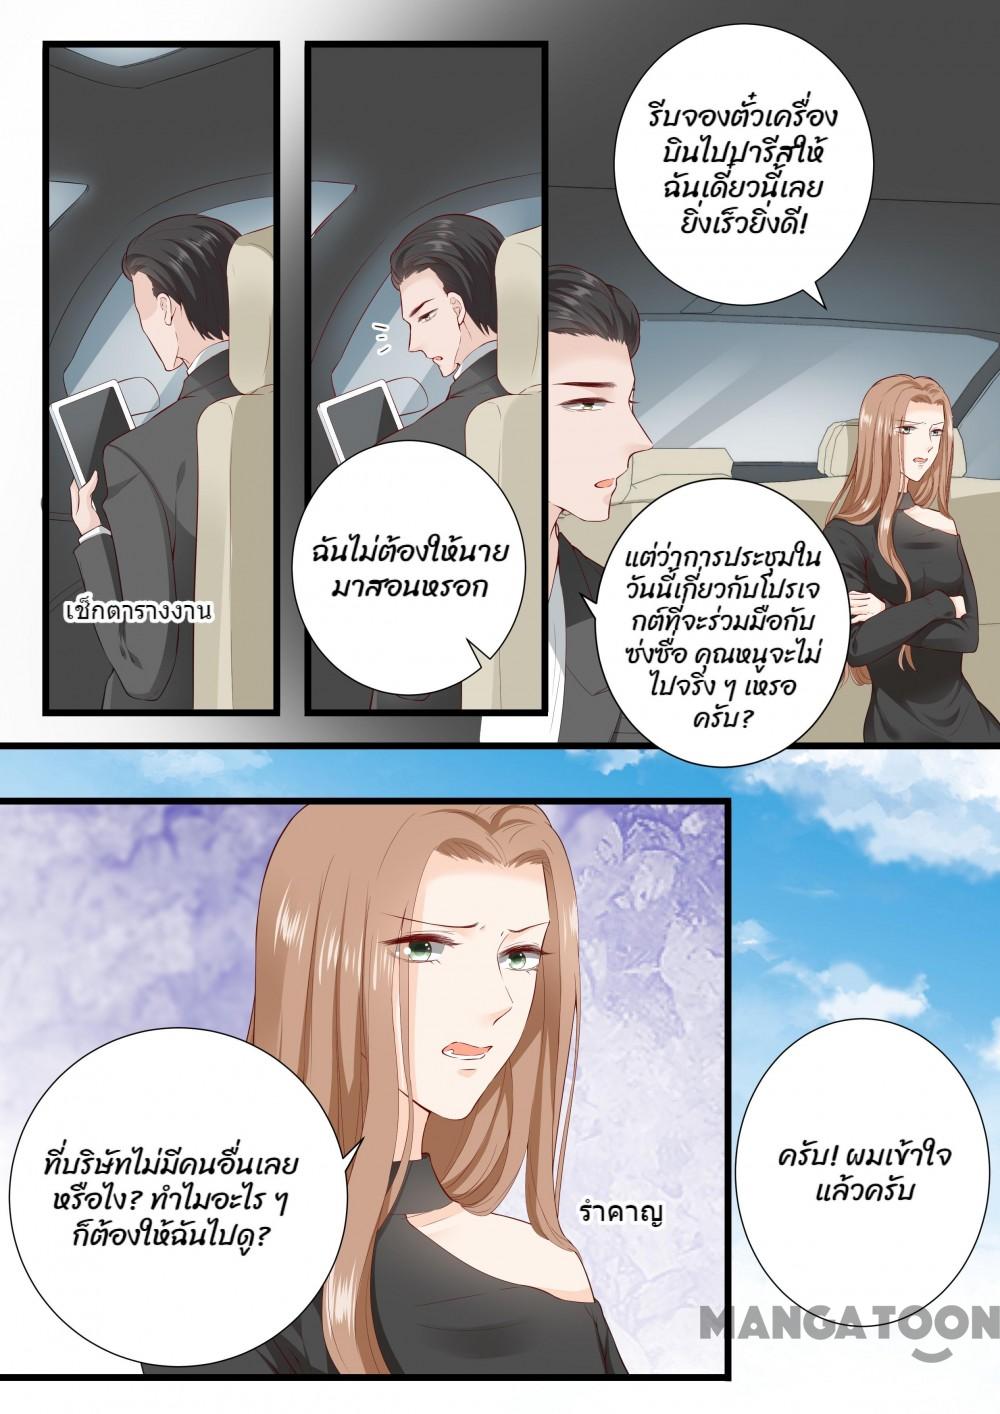 รีบจองตั๋วเครื่อง
บินไปปารีสให้
ฉันเดี๋ยวนี้เลย
ยิ่งเร็วยิ่งดี!
ฉันไม่ต้องให้นาย
มาสอนหรอก
เช็กตารางงาน
แต่ว่าการประชุมใน
วันนี้เกี่ยวกับโปรเจ
กต์ที่จะร่วมมือกับ
ซ่งซื่อ คุณหนูจะไม่
ไปจริง ๆ เหรอ
ครับ?
ที่บริษัทไม่มีคนอื่นเลย
หรือไง? ทำไมอะไร ๆ
ก็ต้องให้ฉันไปดู?
รำคาญ
ครับ! ผมเข้าใจ
แล้วครับ
MANGATOON